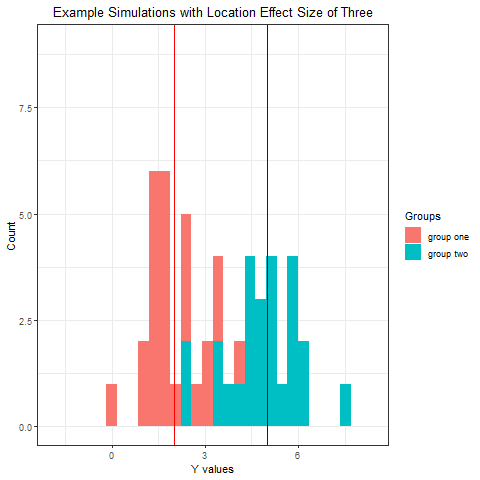 Example Simulations with Location Effect Size of Three
7.5
5.0
2.5
0.0
Count
0 3 6
Y values
Groups
group one
group two